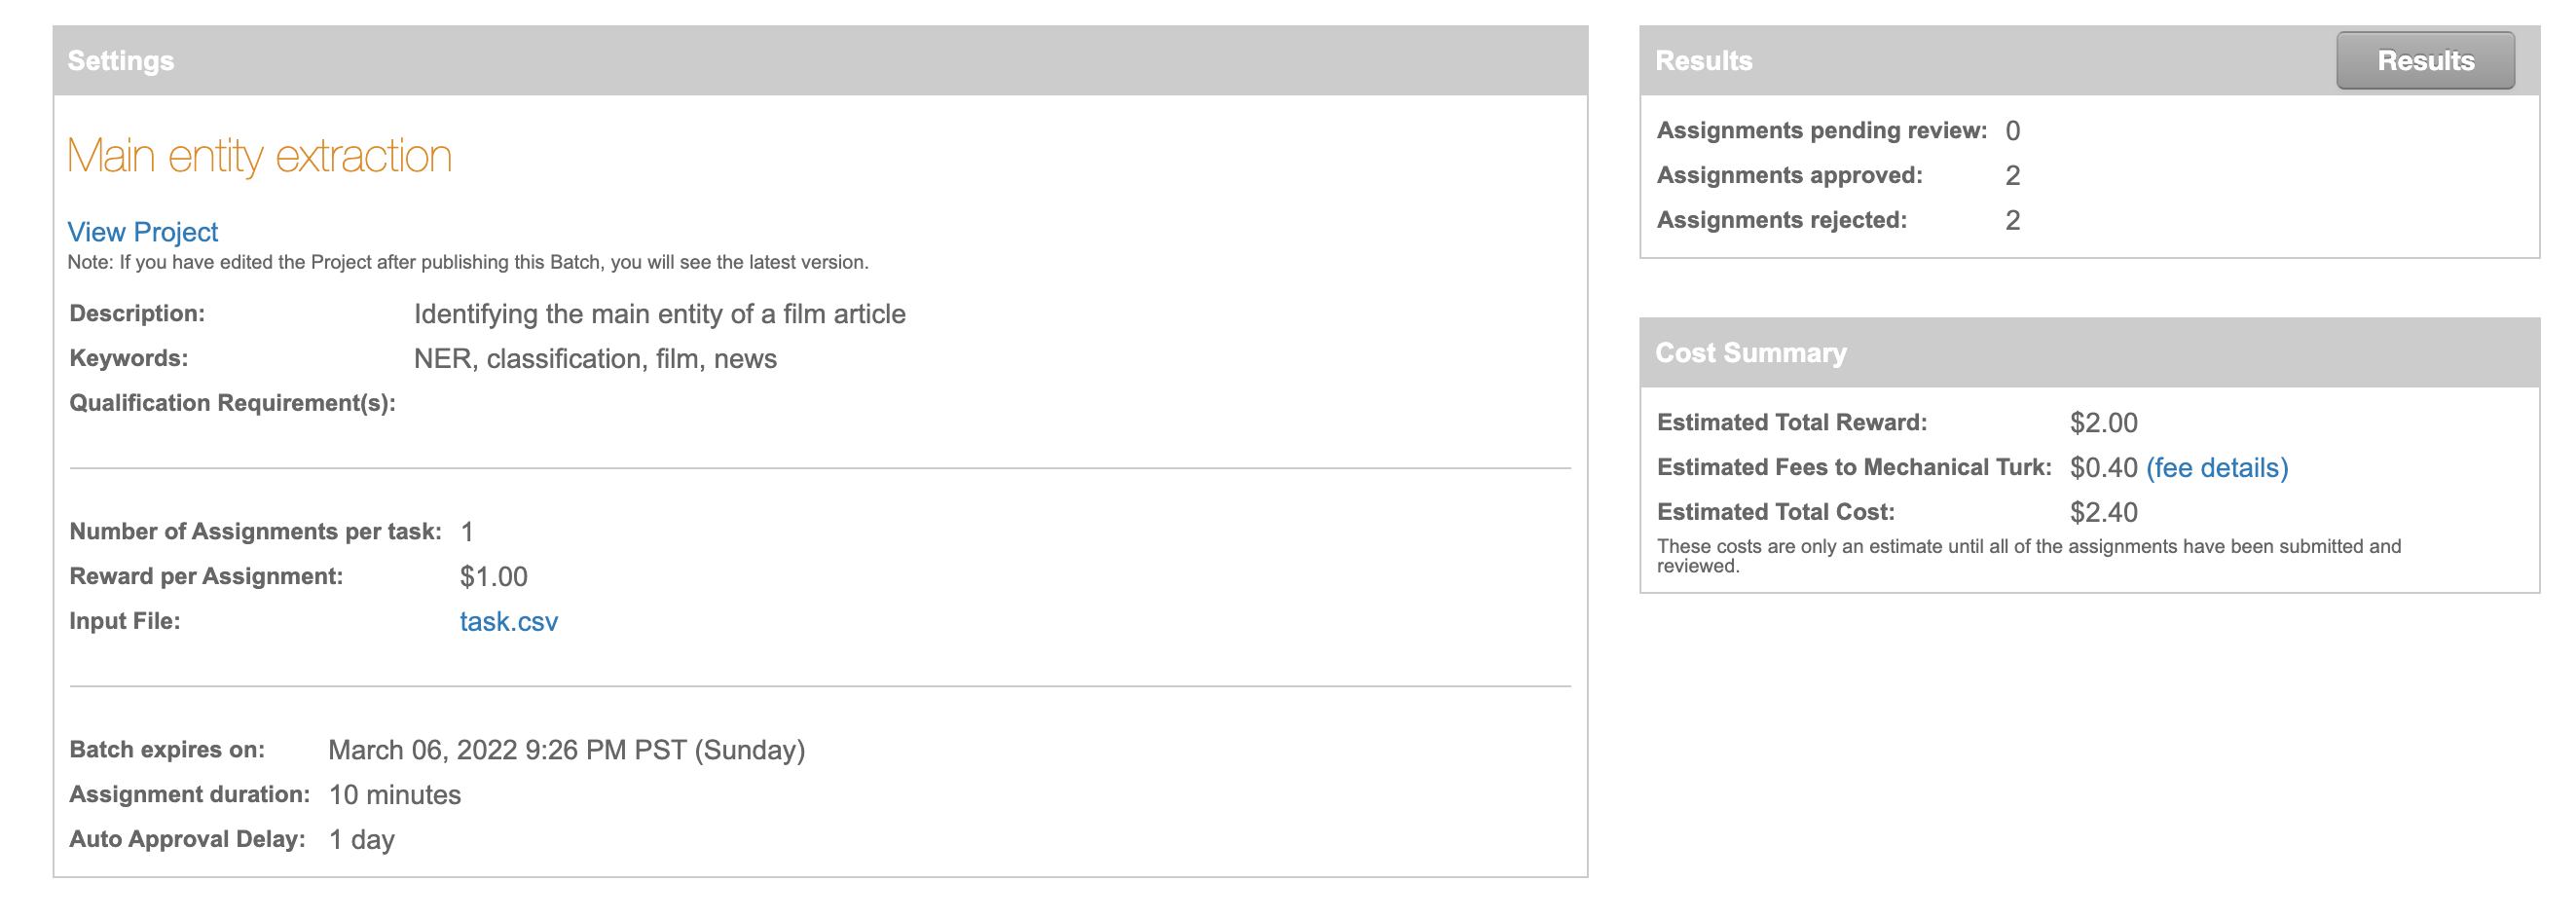 Settings
Main entity extraction
View Project
Note: If you have edited the Project after publishing this Batch, you will see the latest version.
Description: Identifying the main entity of a film article
Keywords: NER, classification, film, news
Qualification Requirement(s):
Number of Assignments per task: 1
Reward per Assignment: $1.00
Input File: task.csv
Batch expires on: March 06, 2022 9:26 PM PST (Sunday)
Assignment duration: 10 minutes
Auto Approval Delay: 1 day
Results Results
Assignments pending review: 0
Assignments approved: 2
Assignments rejected: 2
Cost Summary
Estimated Total Reward: $2.00
Estimated Fees to Mechanical Turk: $0.40 (fee details)
Estimated Total Cost: $2.40
These costs are only an estimate until all of the assignments have been submitted and
reviewed.